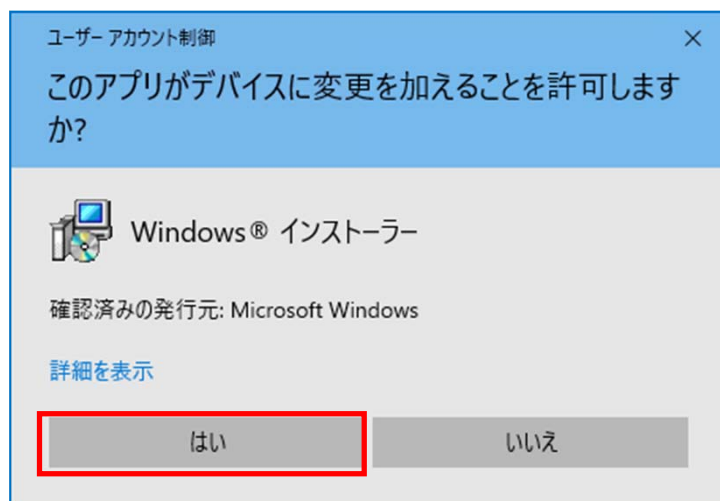 ユーザー アカウント制御
このアプリがデバイスに変更を加えることを許可します
か?
Windows® インストーラー
確認済みの発行元: Microsoft Windows
詳細を表示
はい
いいえ